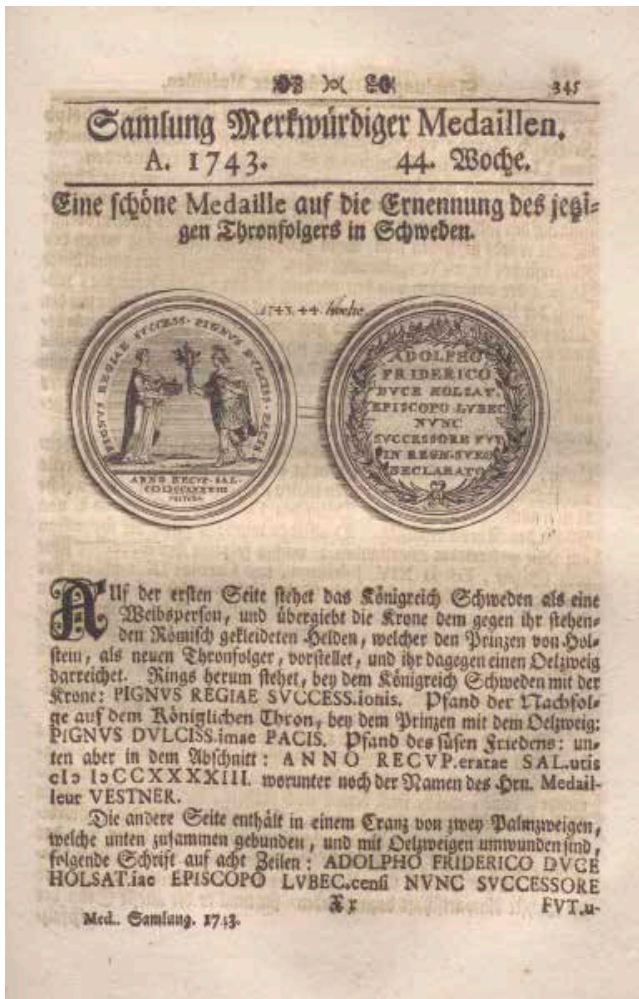 345
Samlung Merkwürdiger Medaillen.
A. 1743. 44. Woche.
Eine schöne Medaille auf die Ernennung des jetzi-
gen Thronfolgers in Schweden.
1743. 44 Woche
PIGNVS REGIAE SVCCESS. PIGNVS DVLCISS. PACIS.
ANNO RECVP. SAL.
VESTNER
ADOLPHO
FRIDERICO
DVCE HOLSAT.
EPISCOPO LVBEC
NVNC
SVCCESSORE FVT
IN REGN. SVEO
DECLARATO
AUf der ersten Seite stehet das Königreich Schweden als eine
Weibsperson, und übergiebt die Krone dem gegen ihr stehen-
den Römisch gekleideten Helden, welcher den Prinzen von Hol-
stein, als neuen Thronfolger, vorstellet, und ihr dagegen einen Oelzweig
darreichet. Rings herum stehet, bey dem Königreich Schweden mit der
Krone: PIGNVS REGIAE SVCCESS.ionis. Pfand der Nachfol-
ge auf dem Königlichen Thron, bey dem Prinzen mit dem Oelzweig:
PIGNVS DVLCISS.imae PACIS. Pfand des süsen Friedens: un-
ten aber in dem Abschnitt: ANNO RECVP.eratae SAL.utis
cIɔ IɔCCXXXXIII. worunter noch der Namen des Hrn. Medail-
leur VESTNER.
Die andere Seite enthält in einem Cranz von zwey Palmzweigen,
welche unten zusammen gebunden, und mit Oelzweigen umwunden sind,
folgende Schrift auf acht Zeilen: ADOLPHO FRIDERICO DVCE
HOLSAT.iae EPISCOPO LVBEC.censi NVNC SVCCESSORE
Xx FVT.u-
Med.. Samlung. 1743.